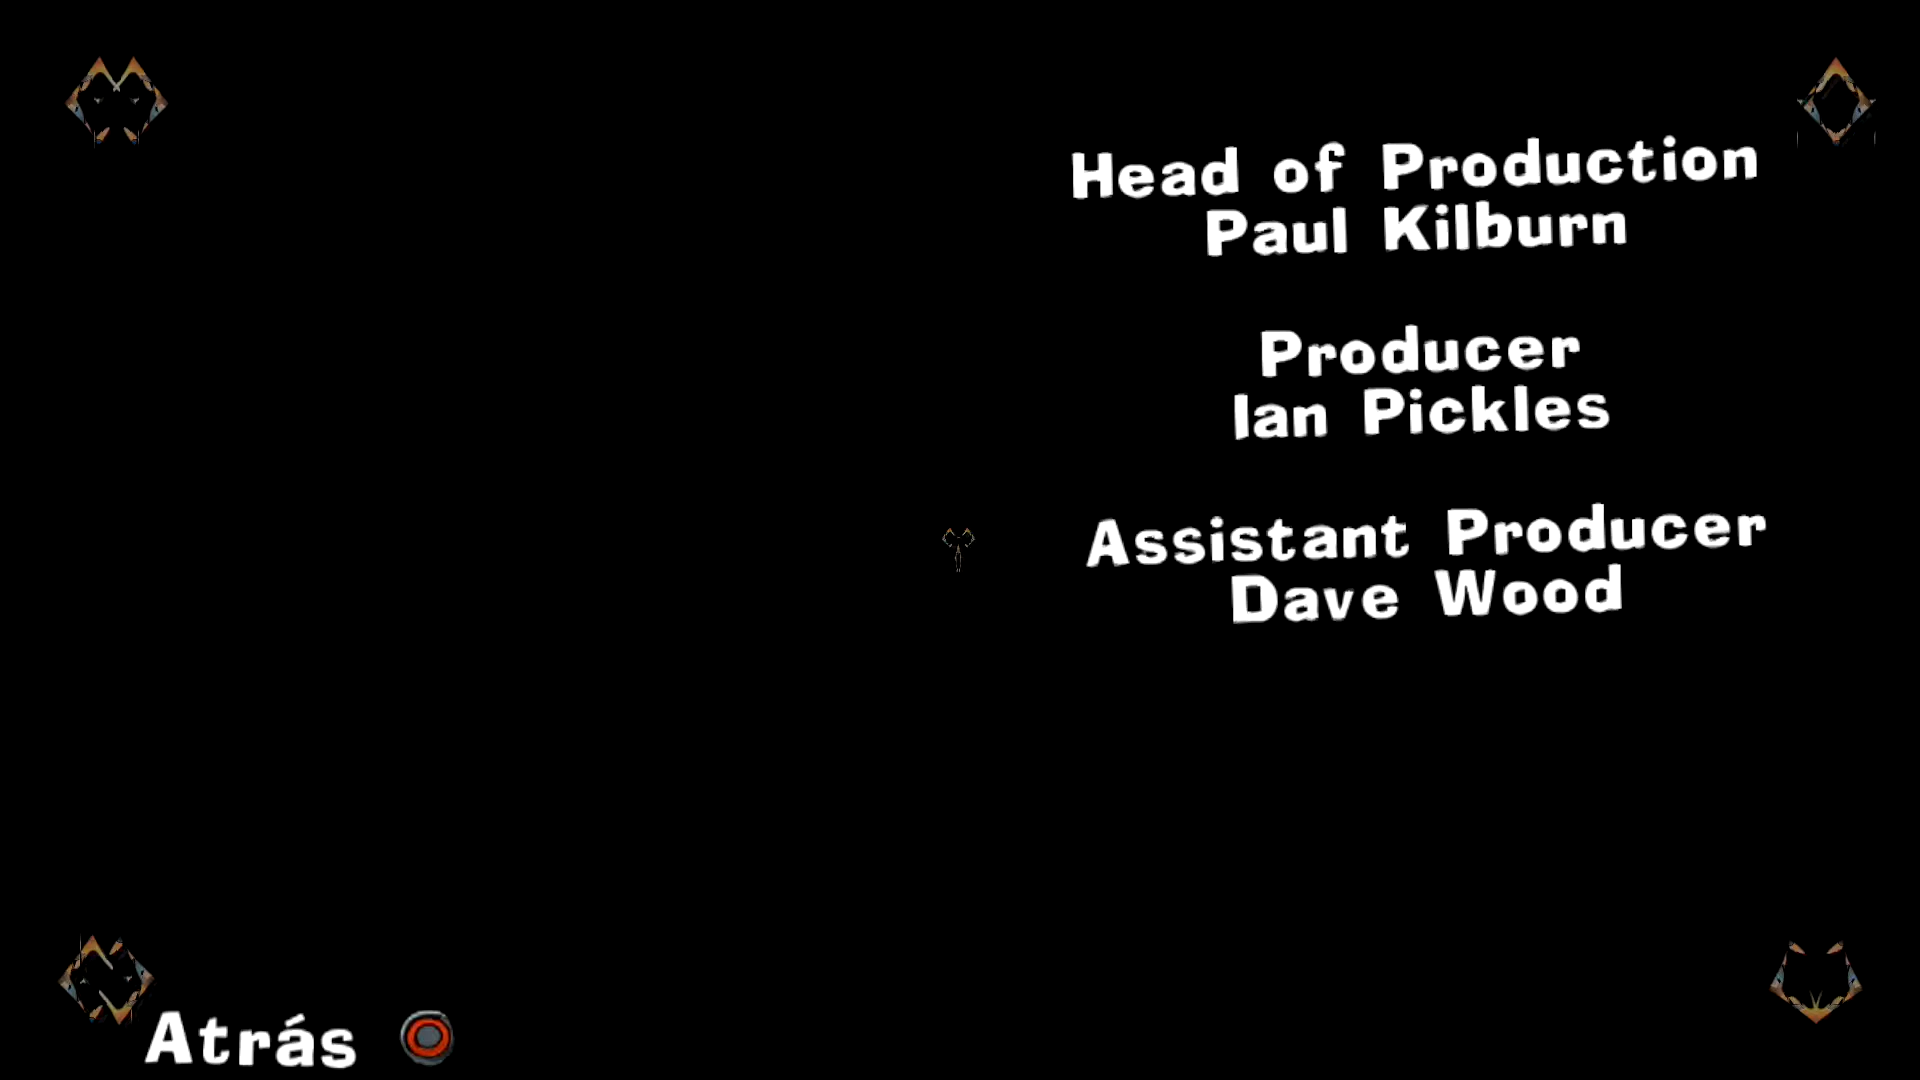 Head of Production
Paul Kilburn
Producer
Ian Pickles
Assistant Producer
Dave Wood
Atrás